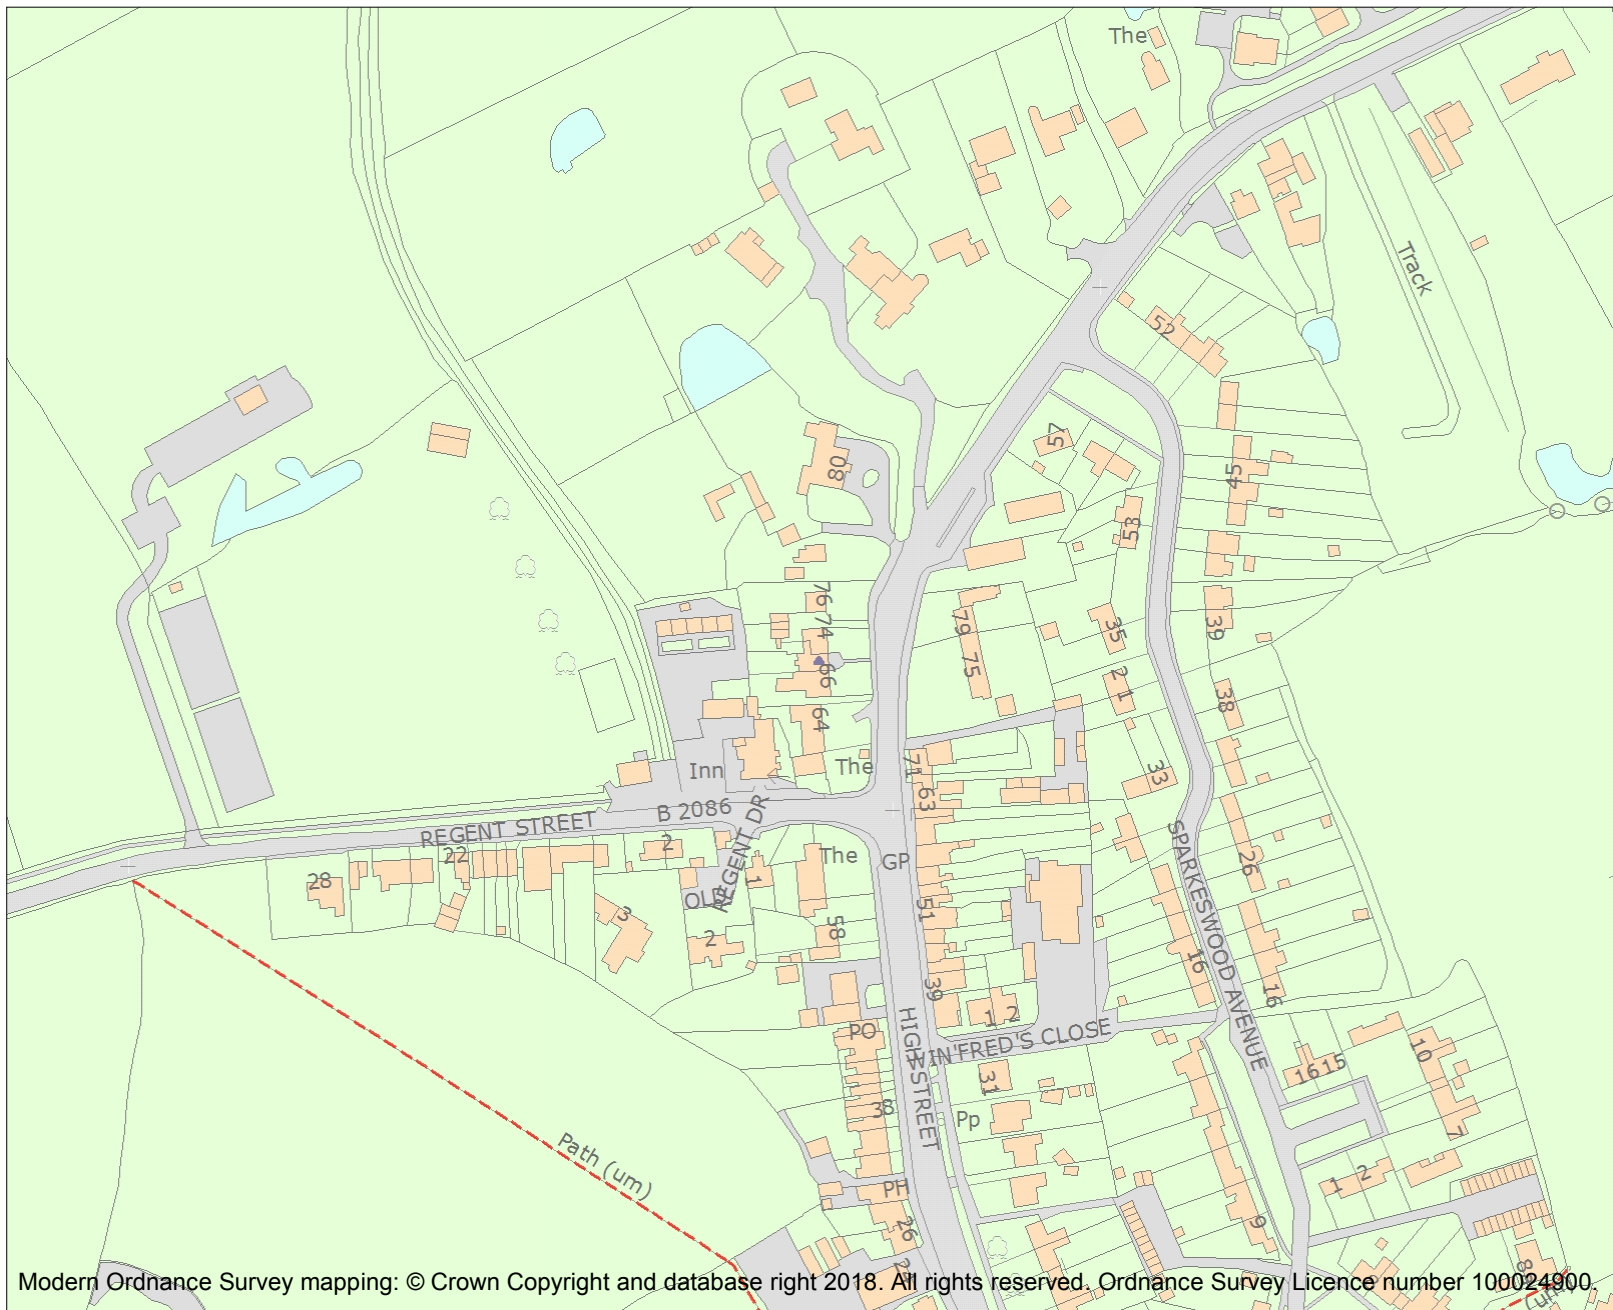 The
Track
52
57
80
45
53
76
74
79
35
39
66
75
2 1
38
64
Inn
The
71
33
63
B 2086
REGENT STREET
REGENT DR
2
The
GP
22
28
1
26
OLD
3
51
58
2
SPARKESWOOD AVENUE
16
39
16
1 2
PO
HIGH STREET
WINIFRED'S CLOSE
10
31
16 15
38
Pp
7
Path (um)
PH
1 2
26
9
Modern Ordnance Survey mapping: © Crown Copyright and database right 2018. All rights reserved. Ordnance Survey Licence number 100024900.